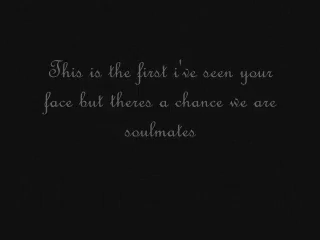 This is the first i've seen your
face but theres a chance we are
soulmates